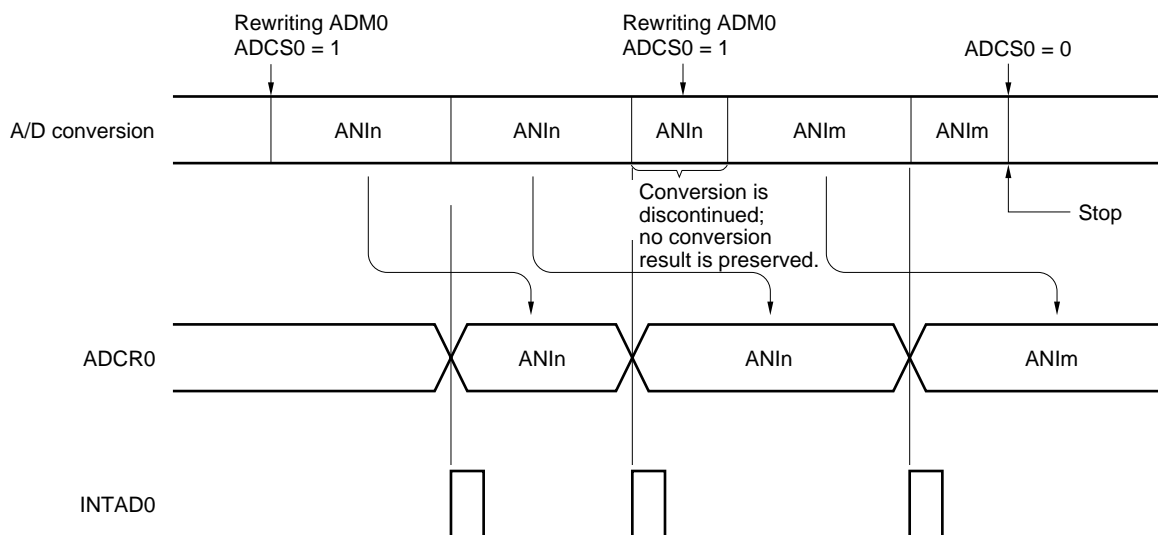 Rewriting ADM0
ADCS0 = 1
Rewriting ADM0
ADCS0 = 1
ADCS0 = 0
A/D conversion
ANIn
ANIn
ANIn
ANIm
ANIm
Conversion is
discontinued;
no conversion
result is preserved.
Stop
ADCR0
ANIn
ANIn
ANIm
INTAD0